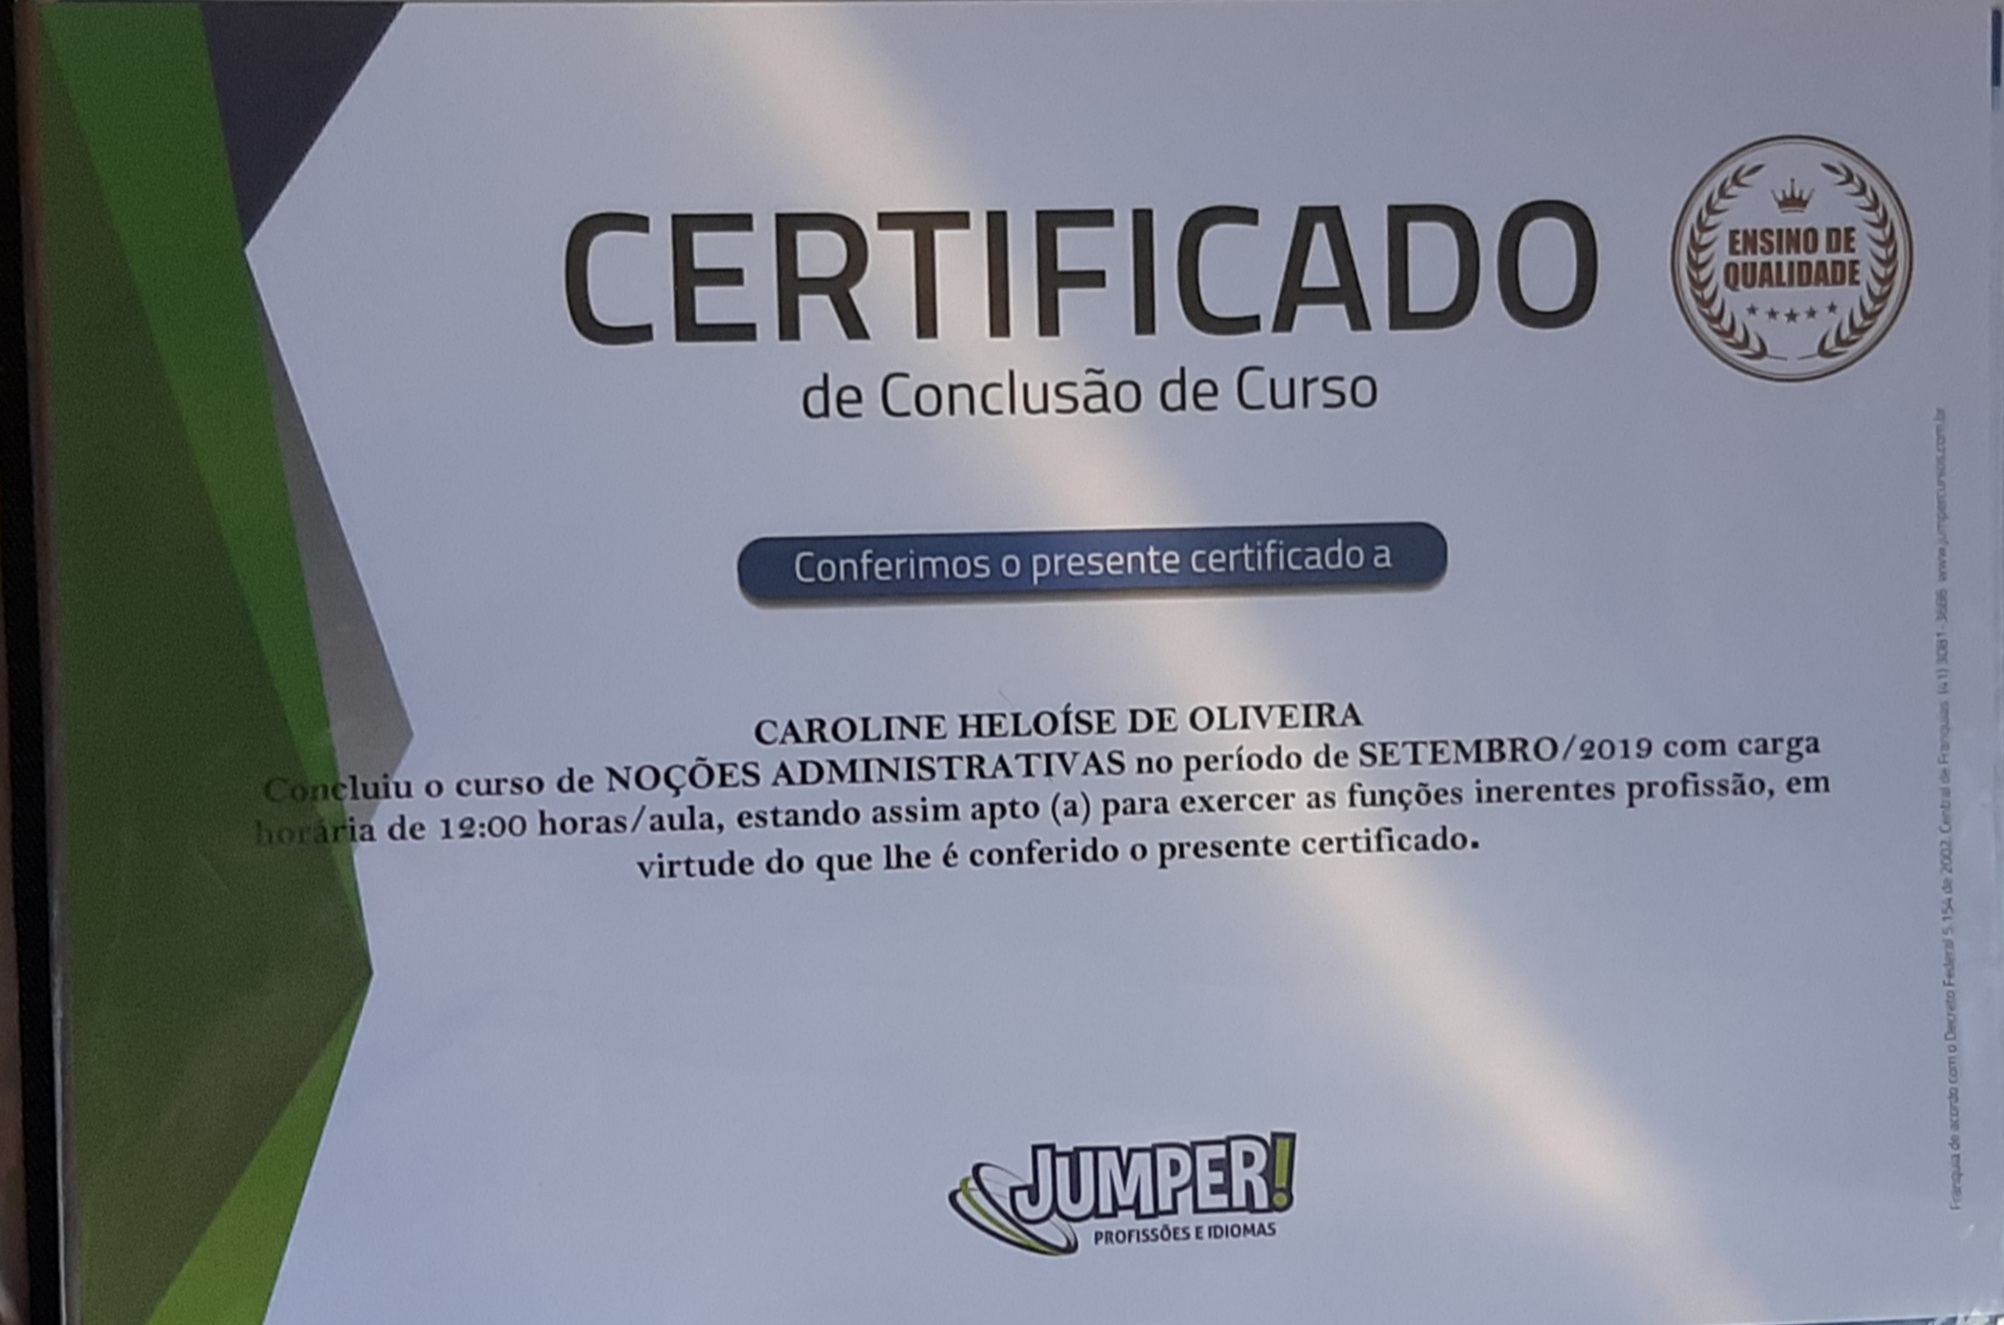 CERTIFICADO
de Conclusão de Curso
ENSINO DE
QUALIDADE
Conferimos o presente certificado a
CAROLINE HELOÍSE DE OLIVEIRA
Concluiu o curso de NOÇÕES ADMINISTRATIVAS no período de SETEMBRO/2019 com carga
horária de 12:00 horas/aula, estando assim apto (a) para exercer as funções inerentes profissão, em
virtude do que lhe é conferido o presente certificado.
JUMPER!
PROFISSÕES E IDIOMAS
Franquia de acordo com o Decreto Federal 5.154 de 2002. Central de Franquias (41) 3081-3686 www.jumpercursos.com.br